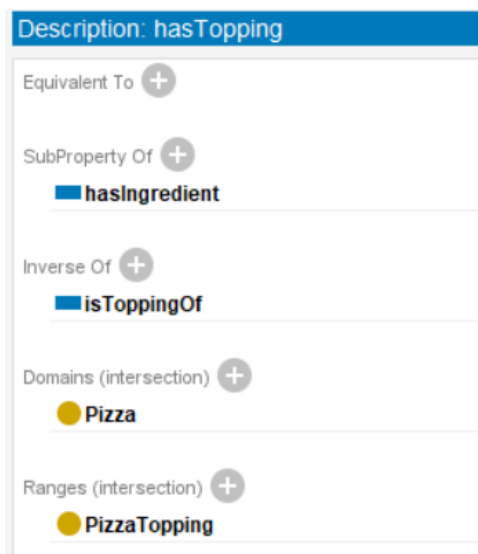 Description: hasTopping
Equivalent To
SubProperty Of
hasIngredient
Inverse Of
isToppingOf
Domains (intersection)
Pizza
Ranges (intersection)
PizzaTopping